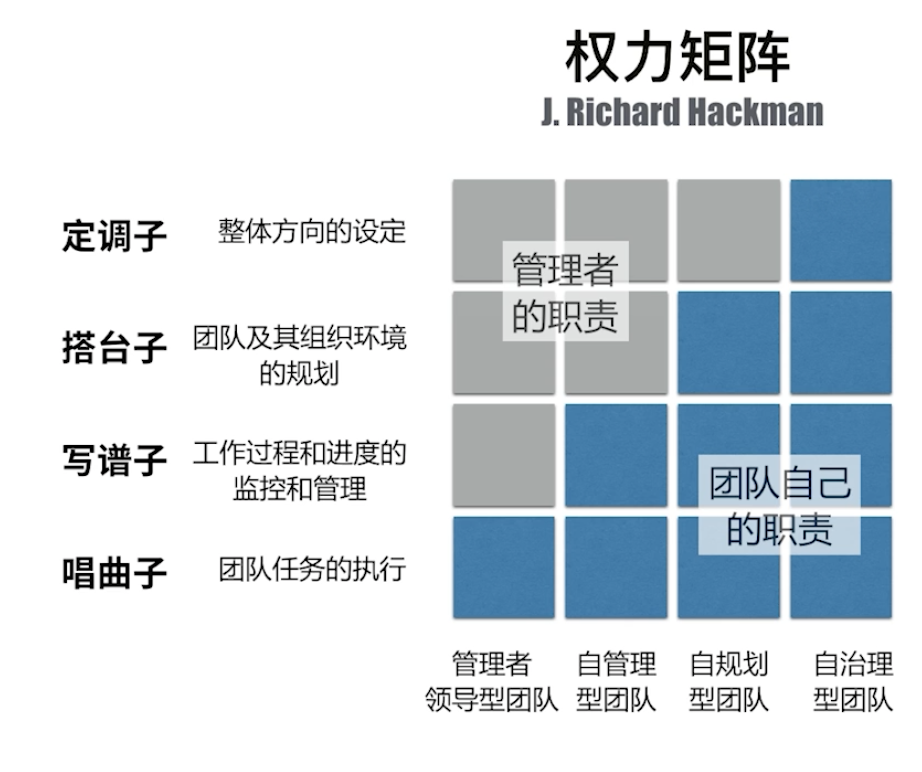 权力矩阵
J. Richard Hackman
定调子 整体方向的设定
管理者
的职责
搭台子 团队及其组织环境
的规划
写谱子 工作过程和进度的
监控和管理
团队自己
的职责
唱曲子 团队任务的执行
管理者 自管理 自规划 自治理
领导型团队 型团队 型团队 型团队